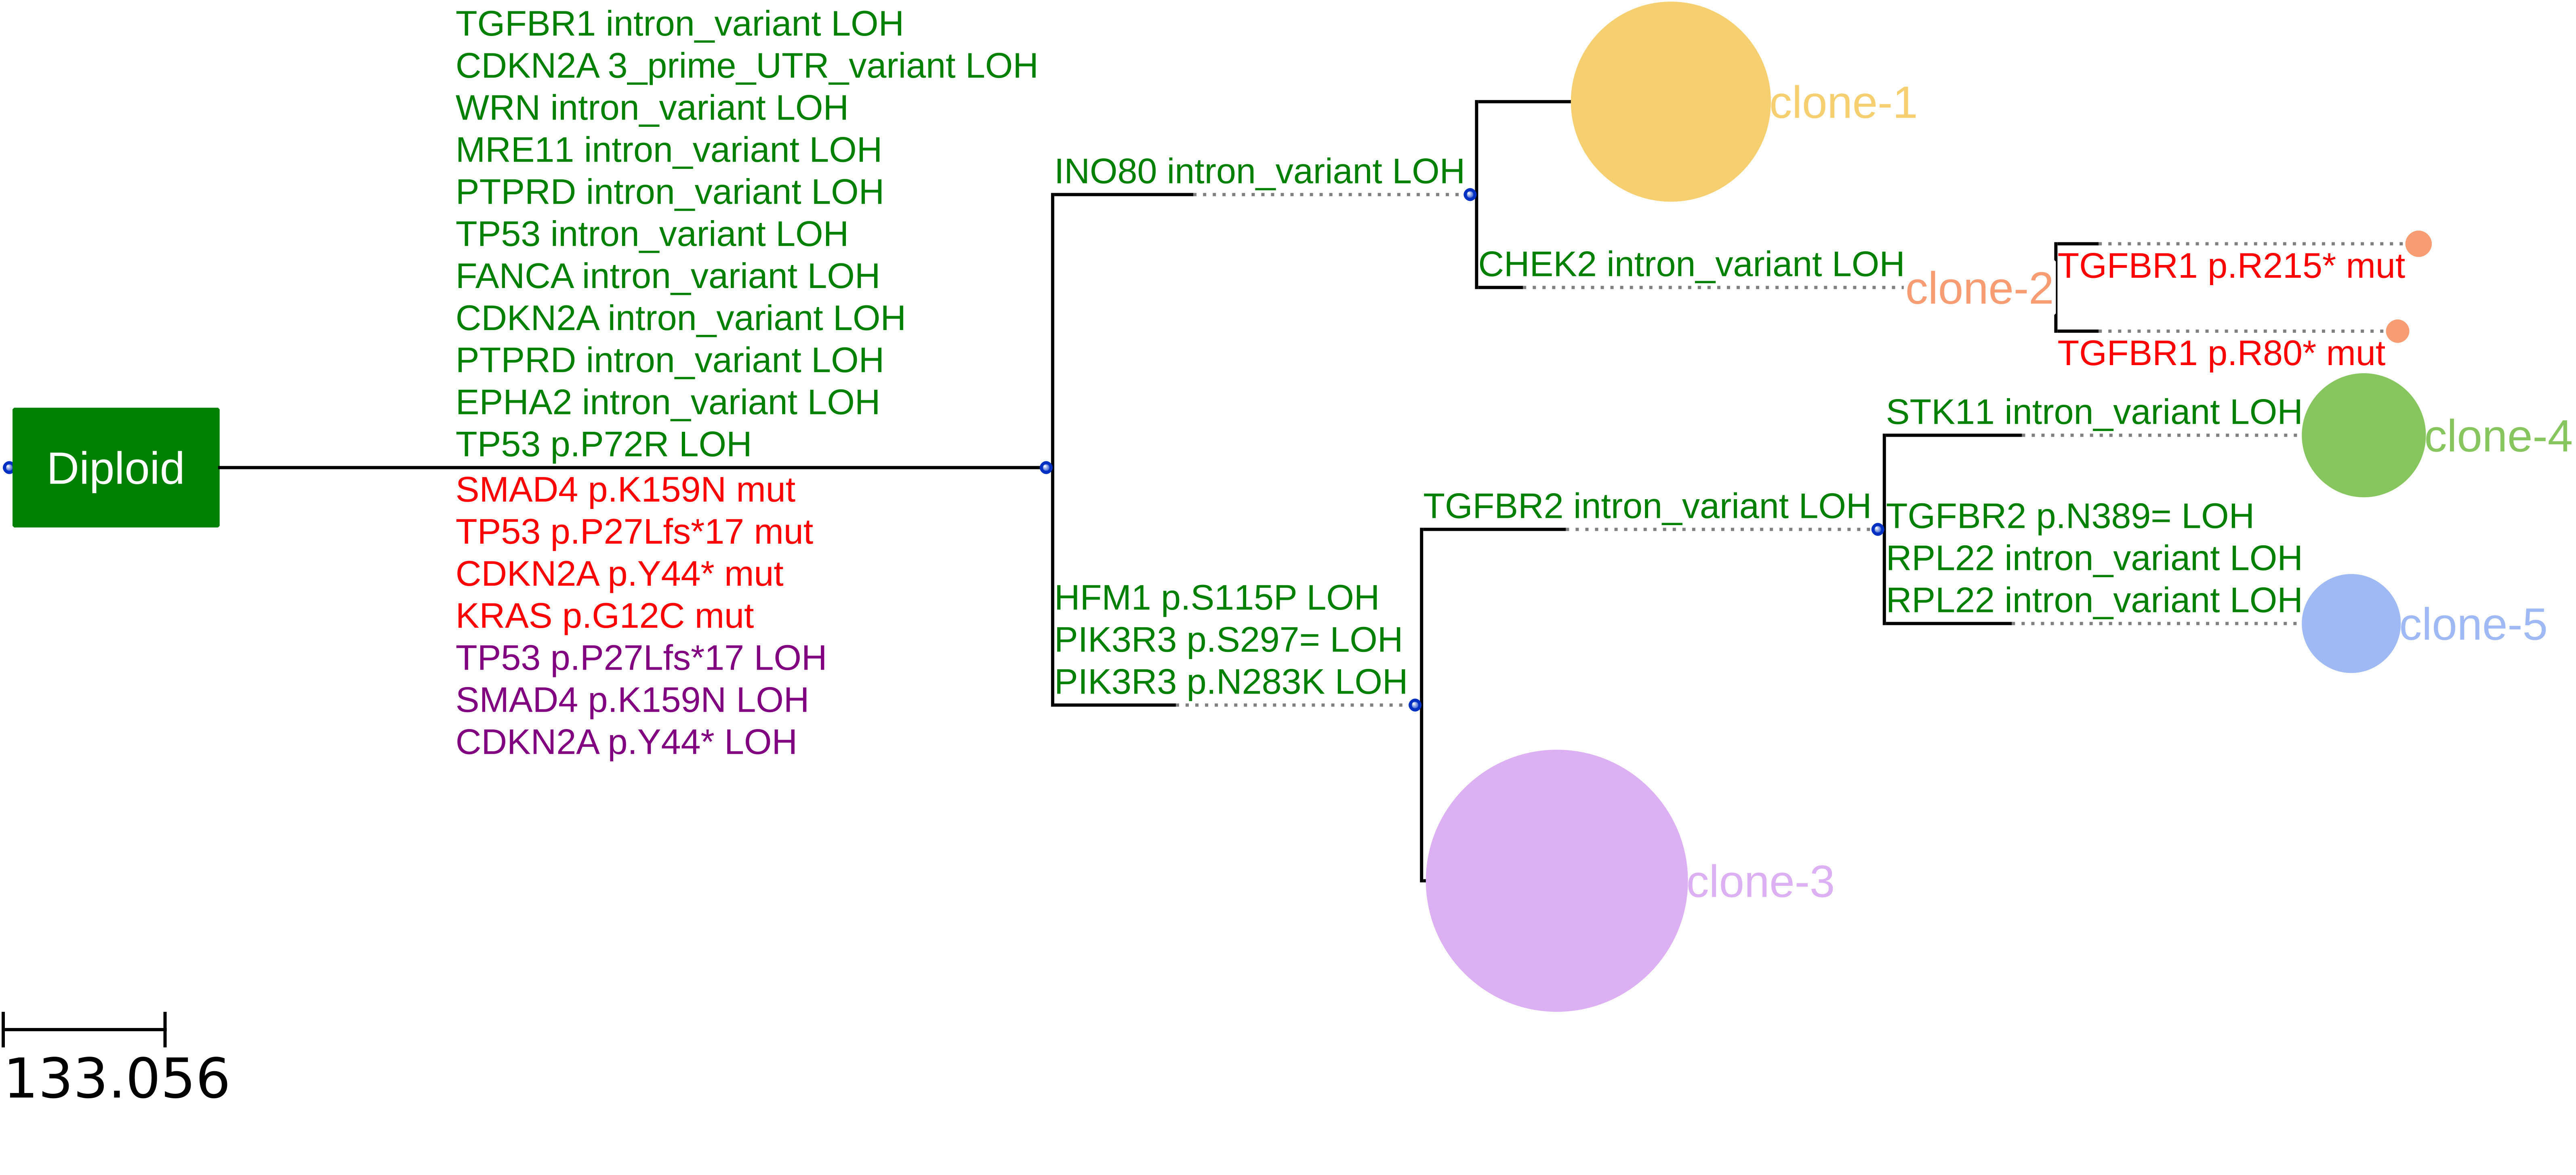 TGFBR1 intron_variant LOH
CDKN2A 3_prime_UTR_variant LOH
WRN intron_variant LOH
MRE11 intron_variant LOH
PTPRD intron_variant LOH
TP53 intron_variant LOH
FANCA intron_variant LOH
CDKN2A intron_variant LOH
PTPRD intron_variant LOH
EPHA2 intron_variant LOH
TP53 p.P72R LOH
Diploid
SMAD4 p.K159N mut
TP53 p.P27Lfs*17 mut
CDKN2A p.Y44* mut
KRAS p.G12C mut
TP53 p.P27Lfs*17 LOH
SMAD4 p.K159N LOH
CDKN2A p.Y44* LOH
INO80 intron_variant LOH
clone-1
CHEK2 intron_variant LOH
clone-2
TGFBR1 p.R215* mut
TGFBR1 p.R80* mut
HFM1 p.S115P LOH
PIK3R3 p.S297= LOH
PIK3R3 p.N283K LOH
TGFBR2 intron_variant LOH
STK11 intron_variant LOH
clone-4
TGFBR2 p.N389= LOH
RPL22 intron_variant LOH
RPL22 intron_variant LOH
clone-5
clone-3
133.056